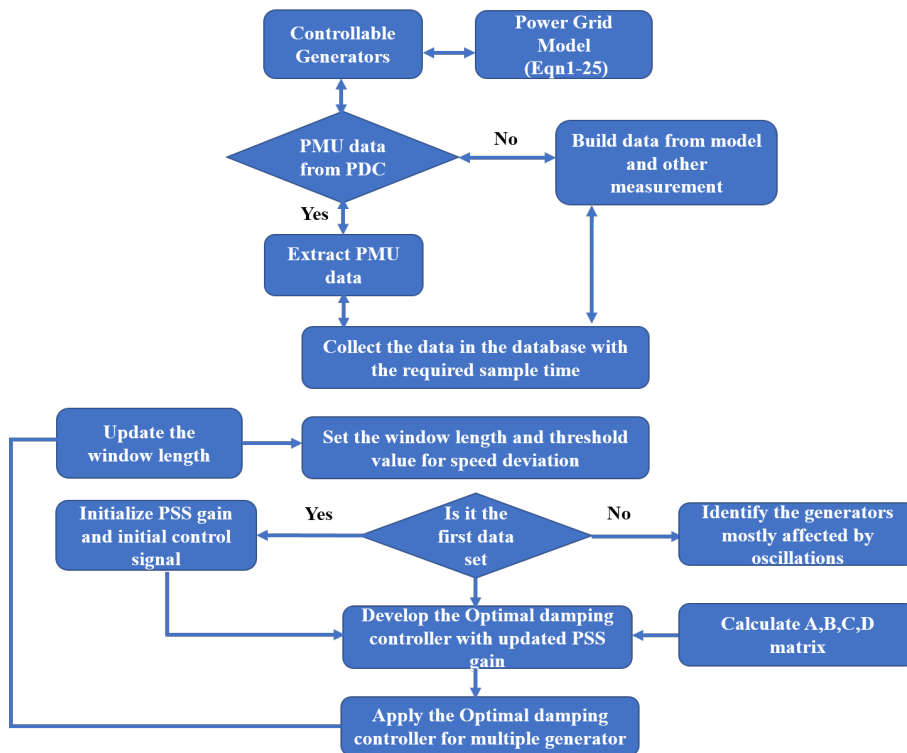 Controllable
Generators
Power Grid
Model
(Eqn1-25)
PMU data
from PDC
No
Build data from model
and other
measurement
Yes
Extract PMU
data
Collect the data in the database with
the required sample time
Update the
window length
Set the window length and threshold
value for speed deviation
Initialize PSS gain
and initial control
signal
Yes
Is it the
first data
set
No
Identify the generators
mostly affected by
oscillations
Develop the Optimal damping
controller with updated PSS
gain
Calculate A,B,C,D
matrix
Apply the Optimal damping
controller for multiple generator